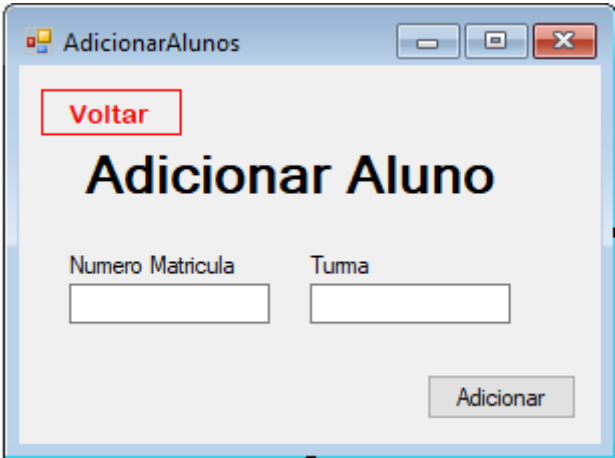 AdicionarAlunos
Voltar
Adicionar Aluno
Numero Matricula Turma
Adicionar